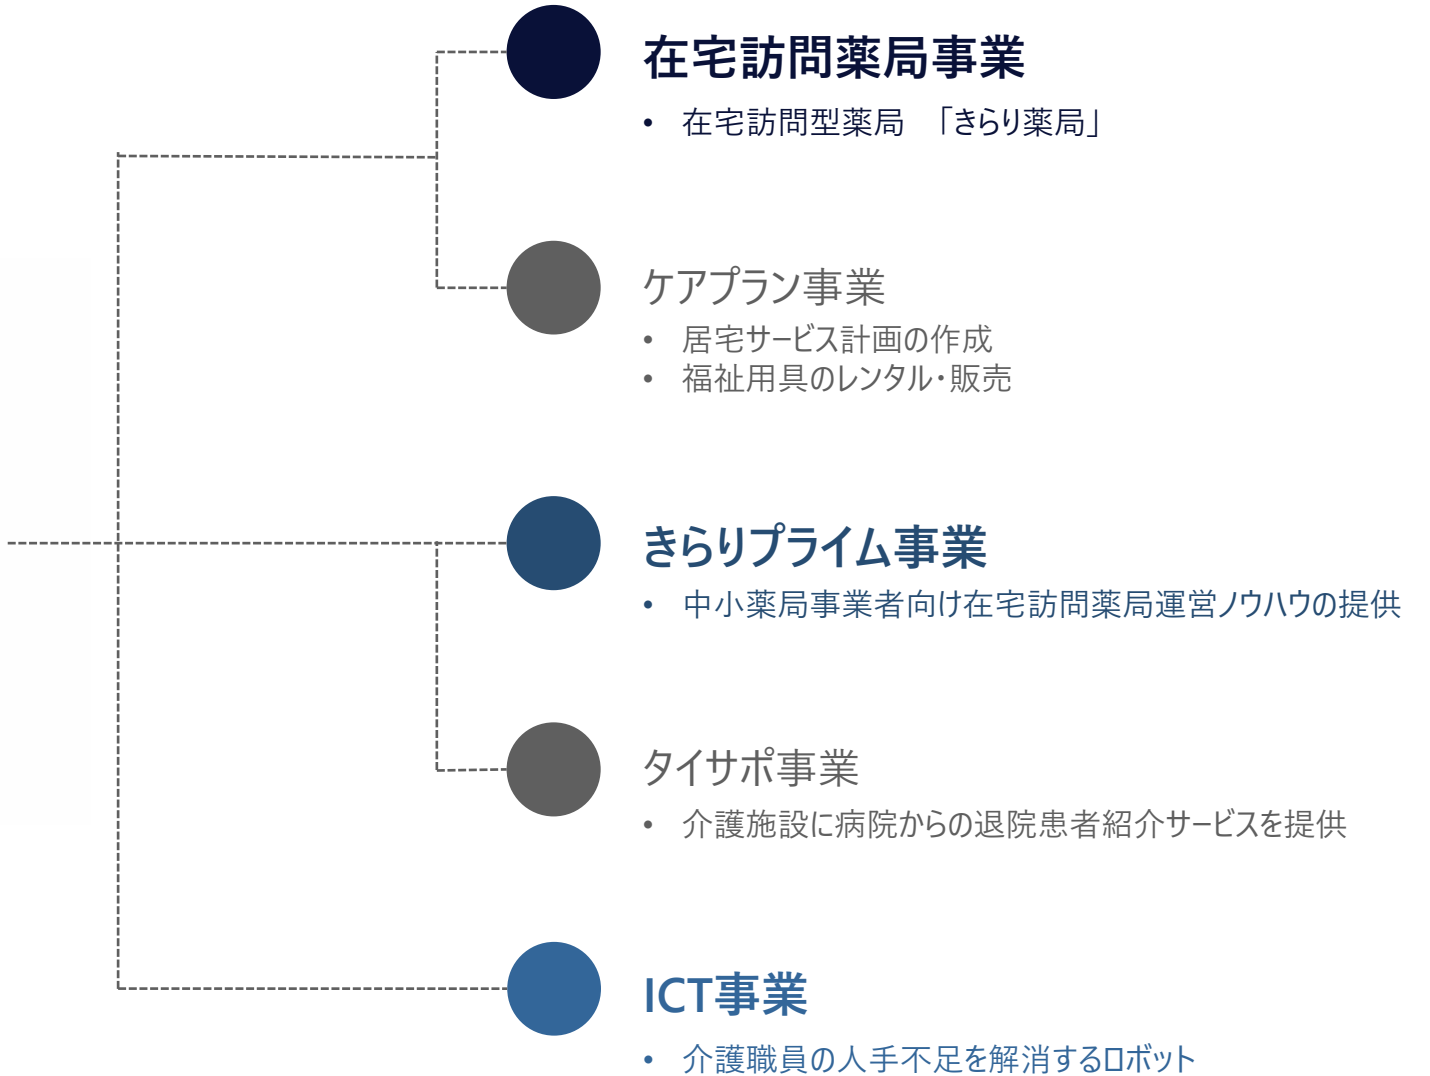 在宅訪問薬局事業
• 在宅訪問型薬局　「きらり薬局」
ケアプラン事業
• 居宅サービス計画の作成
• 福祉用具のレンタル・販売
きらりプライム事業
• 中小薬局事業者向け在宅訪問薬局運営ノウハウの提供
タイサポ事業
• 介護施設に病院からの退院患者紹介サービスを提供
ICT事業
• 介護職員の人手不足を解消するロボット